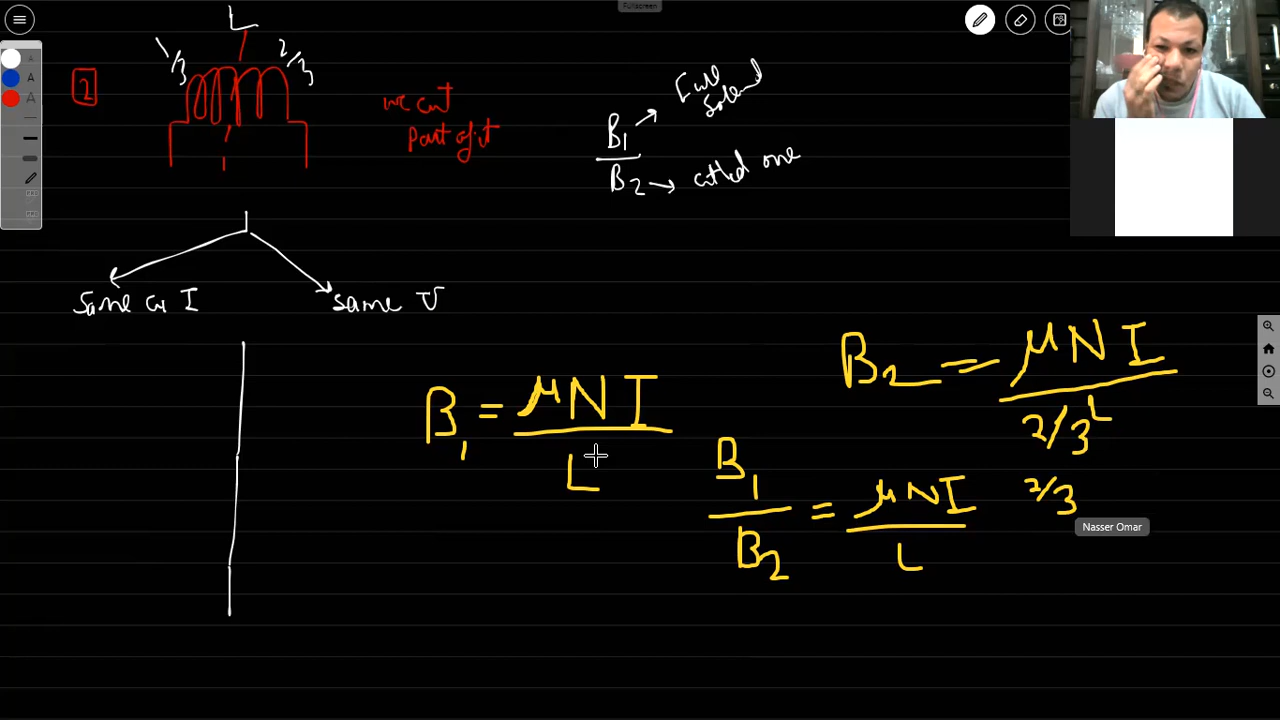 Fullscreen
L
1/3
2/3
2
we cut
part of it
B1 → Full
B2 → cutted one
Same as I
same V
B1 = μNI
L
B2 = μNI
2/3 L
B1
B2
= μNI
L
2/3
Nasser Omar
A
A
A